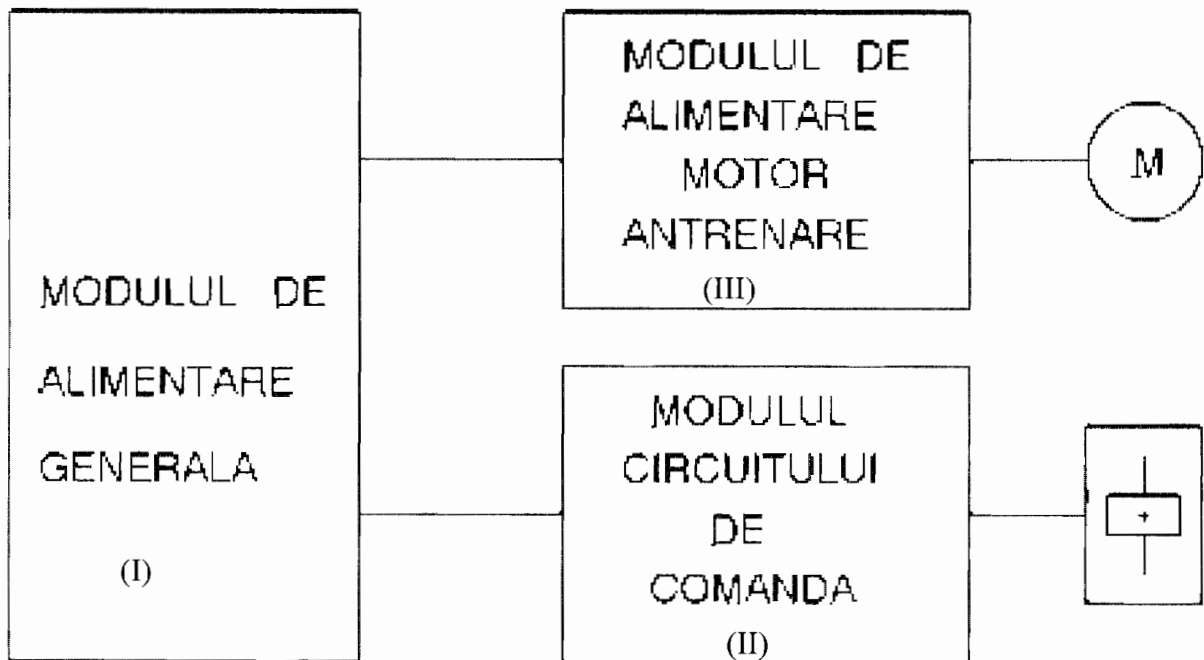 MODULUL DE
ALIMENTARE
GENERALA
(I)
MODULUL DE
ALIMENTARE
MOTOR
ANTRENARE
(III)
M
MODULUL
CIRCUITULUI
DE
COMANDA
(II)